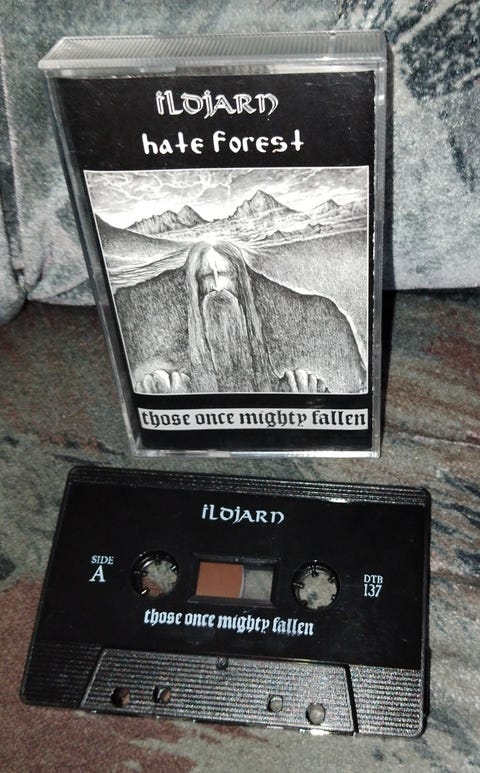 ildjarn
hate forest
those once mighty fallen
ildjarn
SIDE
A
DTB
137
those once mighty fallen